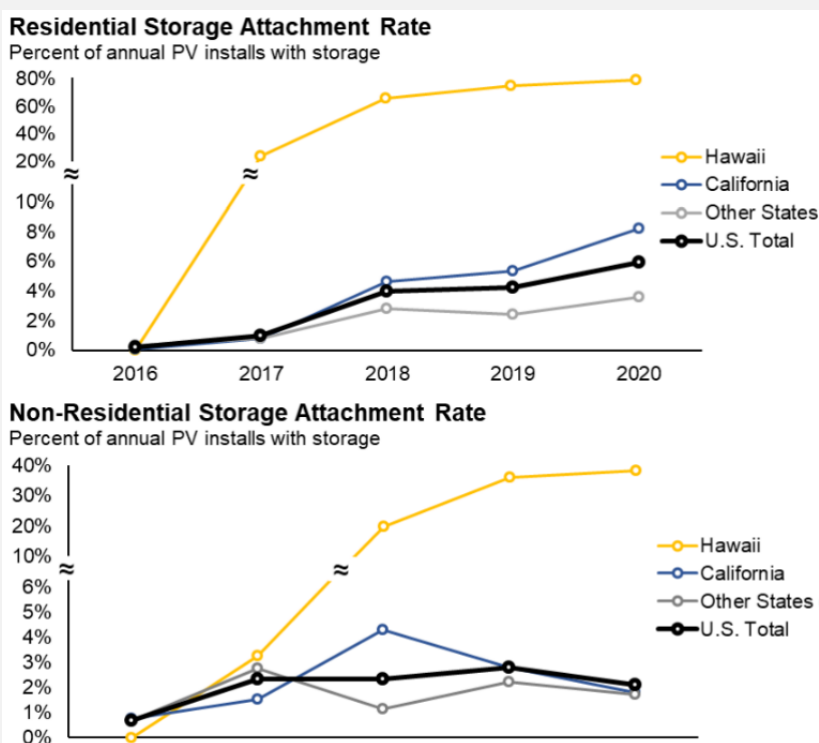 Residential Storage Attachment Rate
Percent of annual PV installs with storage
80%
60%
40%
20%
≈
≈
10%
8%
6%
4%
2%
0%
Hawaii
California
Other States
U.S. Total
2016 2017 2018 2019 2020
Non-Residential Storage Attachment Rate
Percent of annual PV installs with storage
40%
30%
20%
10%
≈
≈
6%
5%
4%
3%
2%
1%
0%
Hawaii
California
Other States
U.S. Total